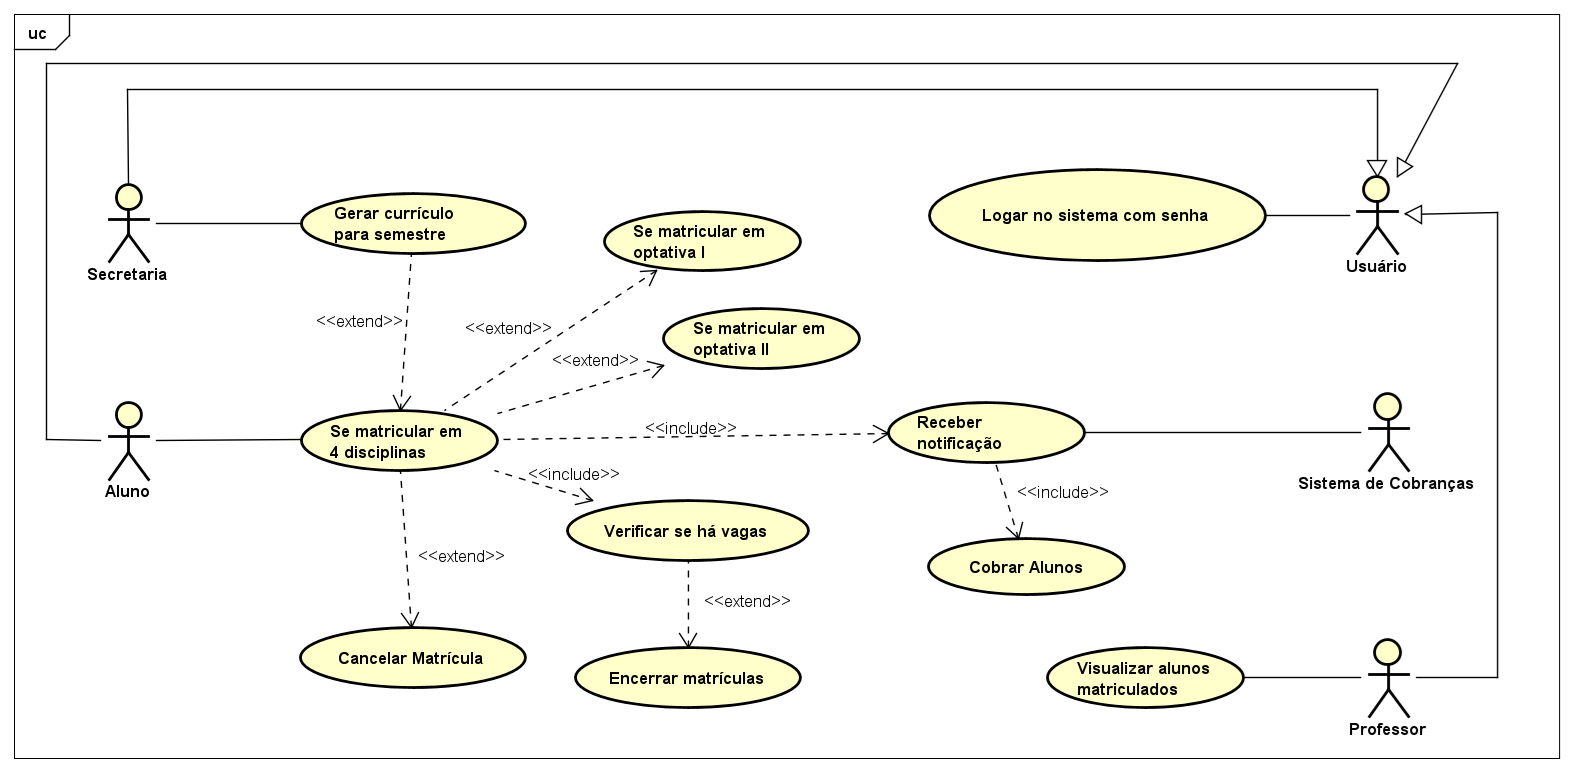 uc
Gerar currículo
para semestre
Logar no sistema com senha
Se matricular em
optativa I
Secretaria
Usuário
<<extend>>
<<extend>>
Se matricular em
optativa II
<<extend>>
Se matricular em
4 disciplinas
<<include>>
Receber
notificação
<<include>>
Aluno
Sistema de Cobranças
<<include>>
Verificar se há vagas
<<extend>>
Cobrar Alunos
<<extend>>
Cancelar Matrícula
Encerrar matrículas
Visualizar alunos
matriculados
Professor